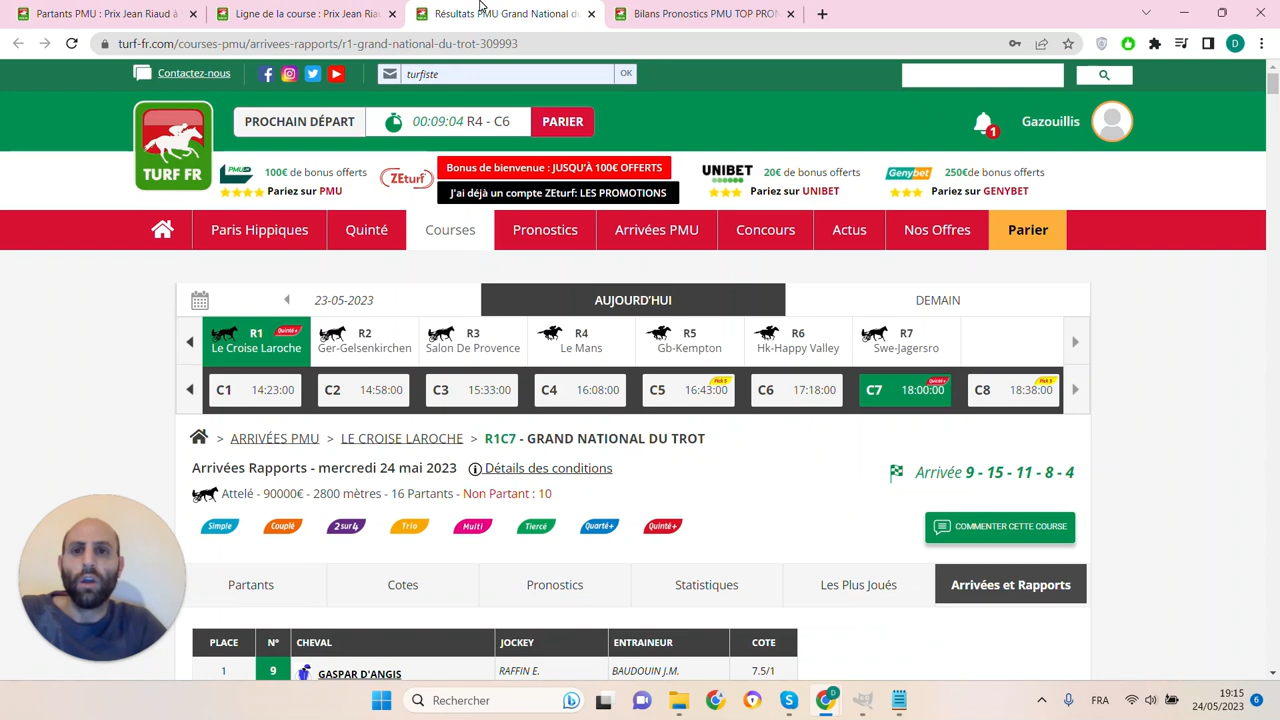 Partants PMU : Prix Jean Riaud à
Ligne de la course : Prix Jean Riau
Résultats PMU Grand National du
Bilans Pronostics PMU TOP PRON
turf-fr.com/courses-pmu/arrivees-rapports/r1-grand-national-du-trot-309993
D
Contactez-nous
turfiste
OK
TURF FR
PROCHAIN DÉPART
00:09:04 R4 - C6
PARIER
1
Gazouillis
PMU
100€ de bonus offerts
Pariez sur PMU
ZEturf
Bonus de bienvenue : JUSQU'À 100€ OFFERTS
J'ai déjà un compte ZEturf: LES PROMOTIONS
UNIBET
20€ de bonus offerts
Pariez sur UNIBET
Genybet
250€de bonus offerts
Pariez sur GENYBET
Paris Hippiques
Quinté
Courses
Pronostics
Arrivées PMU
Concours
Actus
Nos Offres
Parier
23-05-2023
AUJOURD'HUI
DEMAIN
R1 Quinté+
Le Croise Laroche
R2
Ger-Gelsenkirchen
R3
Salon De Provence
R4
Le Mans
R5
Gb-Kempton
R6
Hk-Happy Valley
R7
Swe-Jagersro
C1 14:23:00
C2 14:58:00
C3 15:33:00
C4 16:08:00
C5 16:43:00 Pick 5
C6 17:18:00
C7 18:00:00 Quinté+
C8 18:38:00 Pick 5
> ARRIVÉES PMU > LE CROISE LAROCHE > R1C7 - GRAND NATIONAL DU TROT
Arrivées Rapports - mercredi 24 mai 2023 Détails des conditions
Arrivée 9 - 15 - 11 - 8 - 4
Attelé - 90000€ - 2800 mètres - 16 Partants - Non Partant : 10
Simple Couplé 2sur4 Trio Multi Tiercé Quarté+ Quinté+
COMMENTER CETTE COURSE
Partants Cotes Pronostics Statistiques Les Plus Joués Arrivées et Rapports
PLACE N° CHEVAL JOCKEY ENTRAINEUR COTE
1 9 GASPAR D'ANGIS RAFFIN E. BAUDOUIN J.M. 7.5/1
Rechercher
D
FRA
19:15
24/05/2023
6